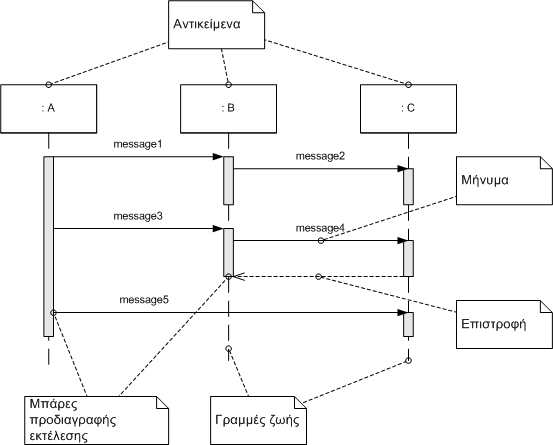 Αντικείμενα
: A
: B
: C
message1
message2
Μήνυμα
message3
message4
message5
Επιστροφή
Μπάρες
προδιαγραφής
εκτέλεσης
Γραμμές ζωής